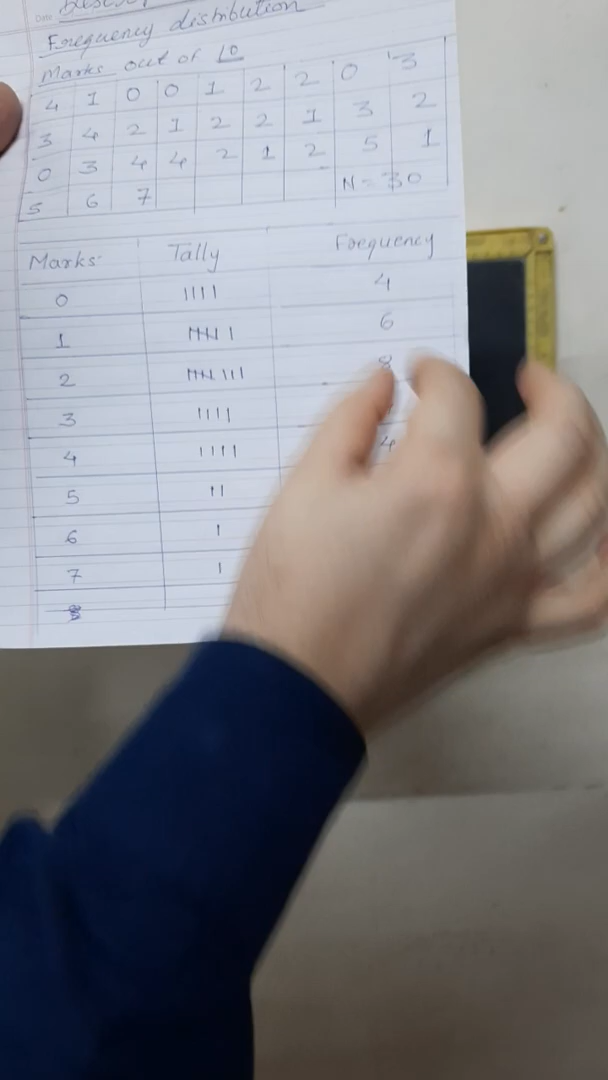 Frequency distribution
Marks out of 10
4 1 0 0 1 2 2 0 3
3 4 2 1 2 2 1 3 2
0 3 4 4 2 1 2 5 1
5 6 7 N = 30
Marks Tally Frequency
0 |||| 4
1 |||| | 6
2 |||| ||| 8
3 ||||
4 |||| 4
5 ||
6 |
7 |